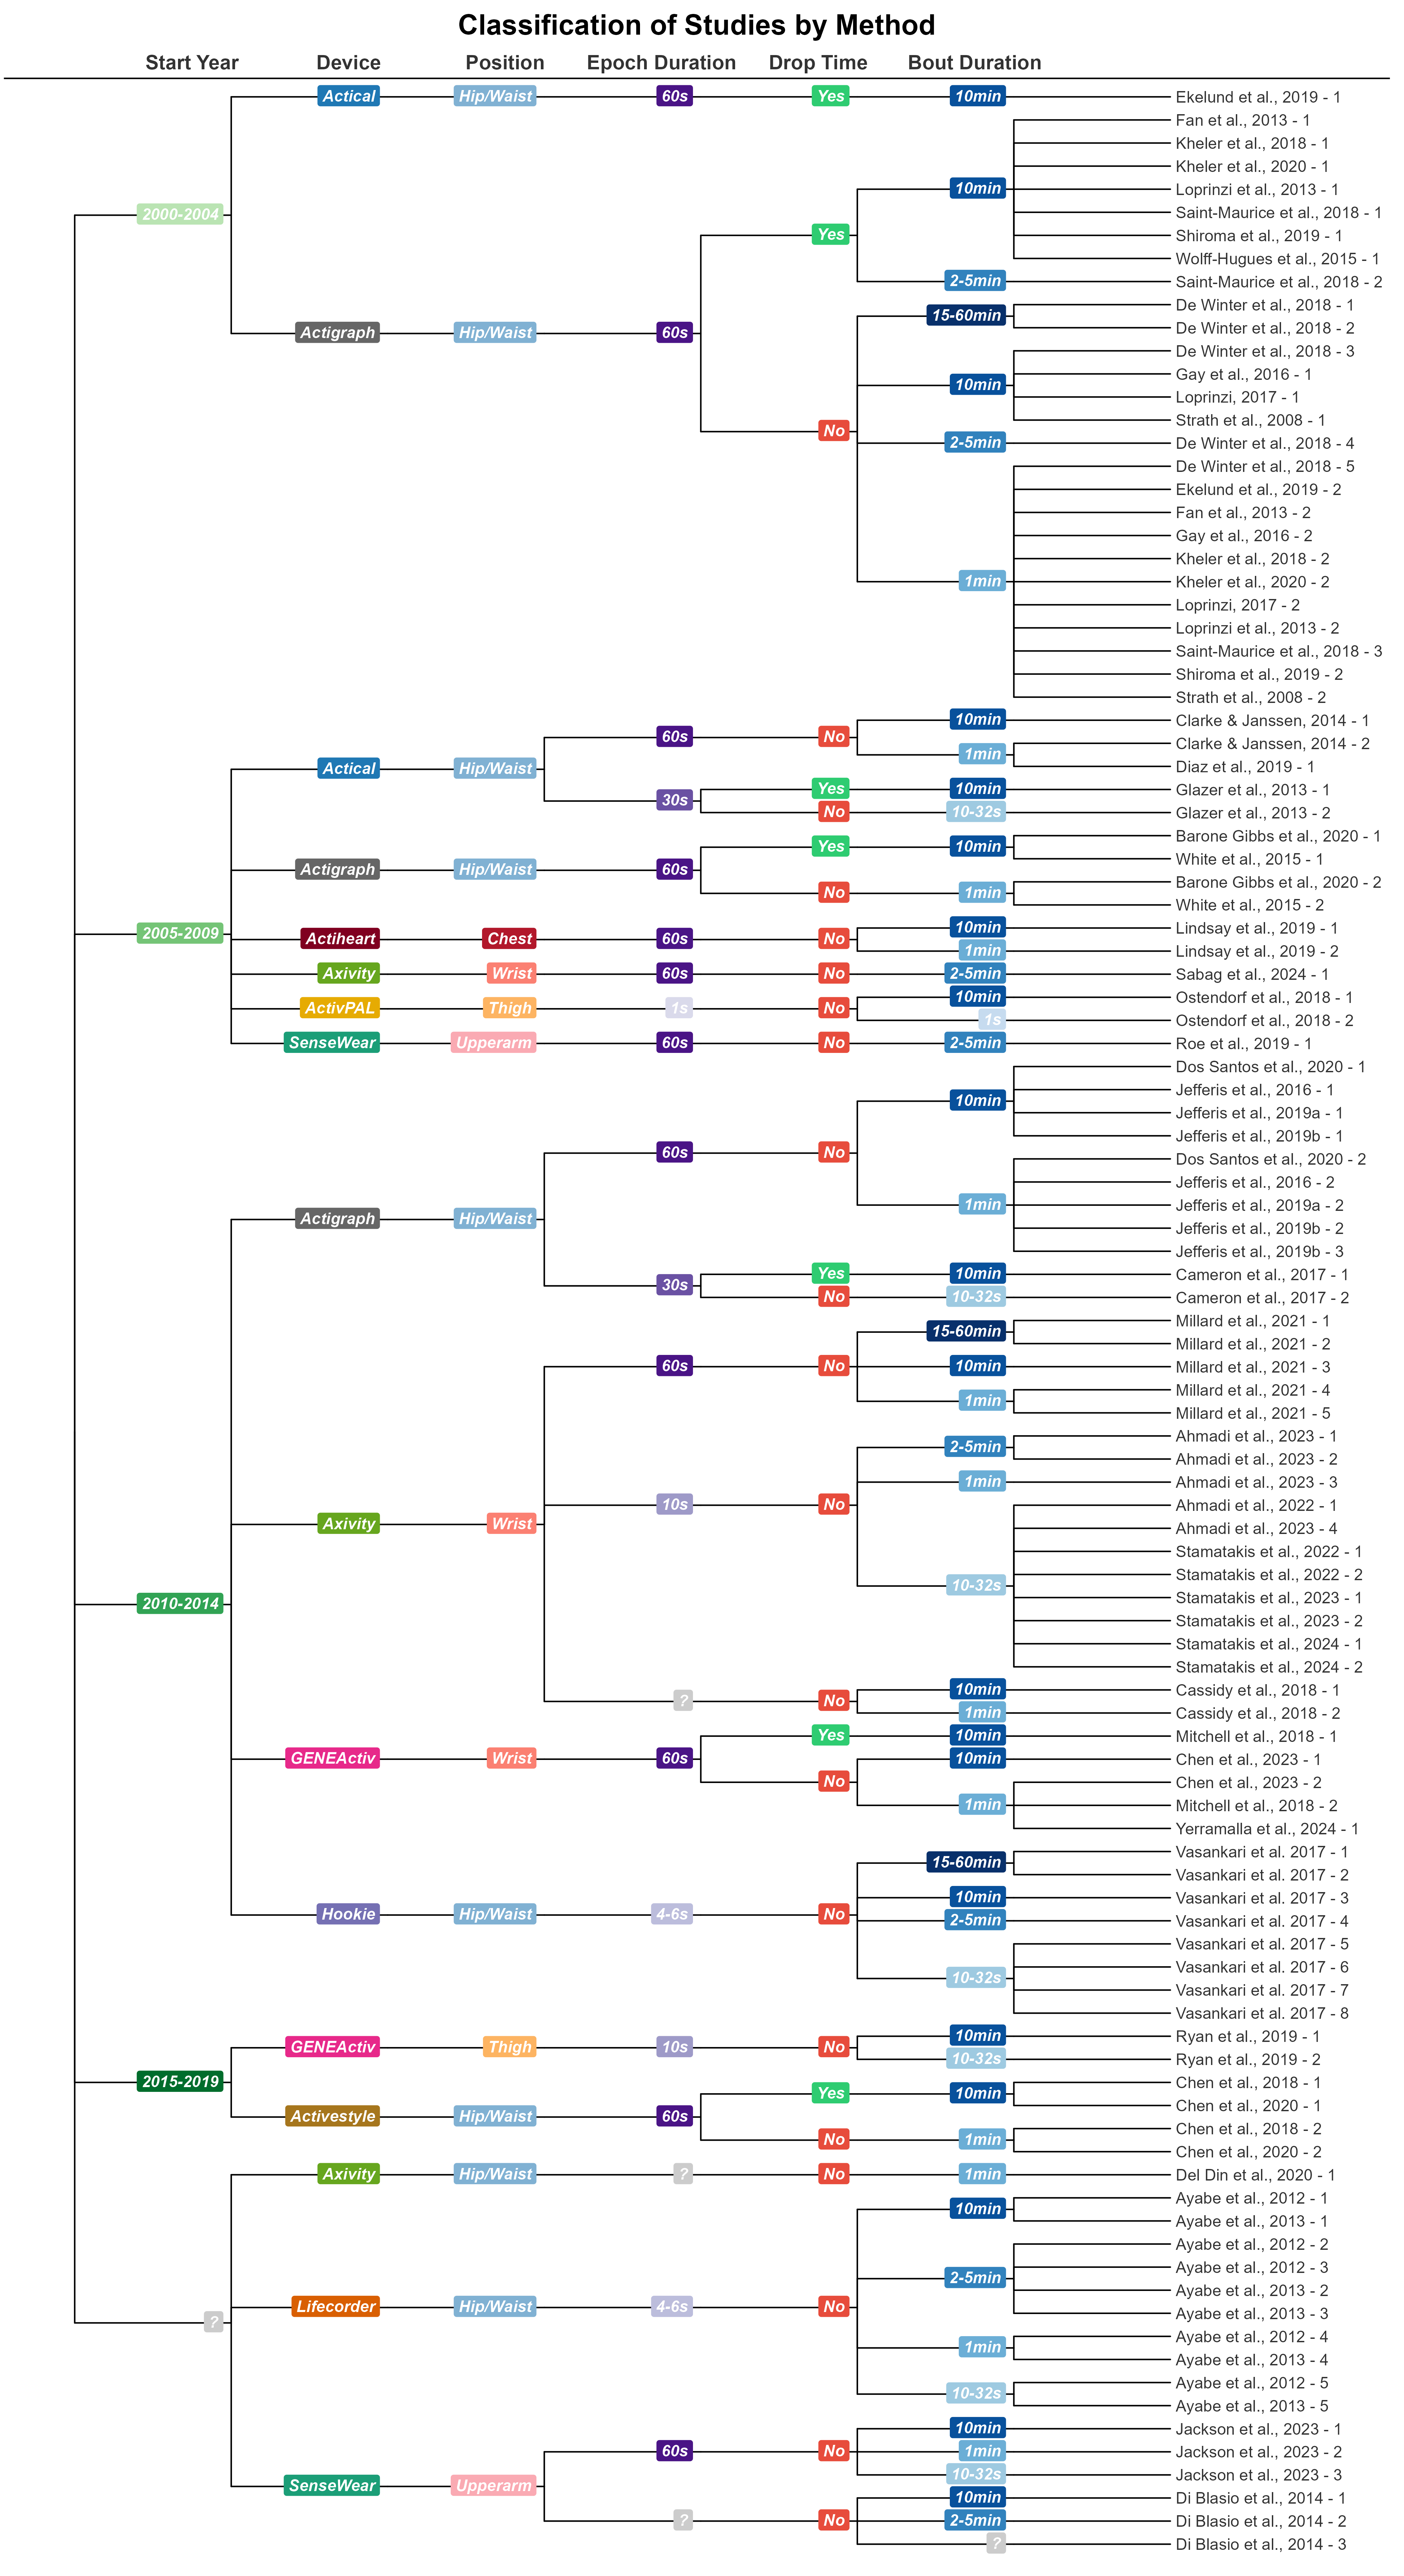 Classification of Studies by Method
Start Year Device Position Epoch Duration Drop Time Bout Duration
Actical Hip/Waist 60s Yes 10min Ekelund et al., 2019 - 1
Fan et al., 2013 - 1
Kheler et al., 2018 - 1
Kheler et al., 2020 - 1
10min Loprinzi et al., 2013 - 1
2000-2004 Saint-Maurice et al., 2018 - 1
Yes Shiroma et al., 2019 - 1
Wolff-Hugues et al., 2015 - 1
2-5min Saint-Maurice et al., 2018 - 2
De Winter et al., 2018 - 1
15-60min
Actigraph Hip/Waist 60s De Winter et al., 2018 - 2
De Winter et al., 2018 - 3
Gay et al., 2016 - 1
10min
Loprinzi, 2017 - 1
Strath et al., 2008 - 1
No
2-5min De Winter et al., 2018 - 4
De Winter et al., 2018 - 5
Ekelund et al., 2019 - 2
Fan et al., 2013 - 2
Gay et al., 2016 - 2
Kheler et al., 2018 - 2
1min Kheler et al., 2020 - 2
Loprinzi, 2017 - 2
Loprinzi et al., 2013 - 2
Saint-Maurice et al., 2018 - 3
Shiroma et al., 2019 - 2
Strath et al., 2008 - 2
10min Clarke & Janssen, 2014 - 1
60s No
Clarke & Janssen, 2014 - 2
1min
Actical Hip/Waist Diaz et al., 2019 - 1
Yes 10min Glazer et al., 2013 - 1
30s
No 10-32s Glazer et al., 2013 - 2
Barone Gibbs et al., 2020 - 1
Yes 10min
White et al., 2015 - 1
Actigraph Hip/Waist 60s
Barone Gibbs et al., 2020 - 2
No 1min
White et al., 2015 - 2
10min Lindsay et al., 2019 - 1
2005-2009
Actiheart Chest 60s No
1min Lindsay et al., 2019 - 2
Axivity Wrist 60s No 2-5min Sabag et al., 2024 - 1
10min Ostendorf et al., 2018 - 1
ActivPAL Thigh 1s No
1s Ostendorf et al., 2018 - 2
SenseWear Upperarm 60s No 2-5min Roe et al., 2019 - 1
Dos Santos et al., 2020 - 1
Jefferis et al., 2016 - 1
10min
Jefferis et al., 2019a - 1
Jefferis et al., 2019b - 1
60s No
Dos Santos et al., 2020 - 2
Jefferis et al., 2016 - 2
1min Jefferis et al., 2019a - 2
Actigraph Hip/Waist
Jefferis et al., 2019b - 2
Jefferis et al., 2019b - 3
Yes 10min Cameron et al., 2017 - 1
30s
No 10-32s Cameron et al., 2017 - 2
Millard et al., 2021 - 1
15-60min
Millard et al., 2021 - 2
60s No 10min Millard et al., 2021 - 3
Millard et al., 2021 - 4
1min
Millard et al., 2021 - 5
Ahmadi et al., 2023 - 1
2-5min
Ahmadi et al., 2023 - 2
1min Ahmadi et al., 2023 - 3
10s No Ahmadi et al., 2022 - 1
Axivity Wrist
Ahmadi et al., 2023 - 4
Stamatakis et al., 2022 - 1
Stamatakis et al., 2022 - 2
10-32s
2010-2014 Stamatakis et al., 2023 - 1
Stamatakis et al., 2023 - 2
Stamatakis et al., 2024 - 1
Stamatakis et al., 2024 - 2
10min Cassidy et al., 2018 - 1
? No
1min Cassidy et al., 2018 - 2
Yes 10min Mitchell et al., 2018 - 1
GENEActiv Wrist 60s 10min Chen et al., 2023 - 1
No Chen et al., 2023 - 2
1min Mitchell et al., 2018 - 2
Yerramalla et al., 2024 - 1
Vasankari et al. 2017 - 1
15-60min
Vasankari et al. 2017 - 2
10min Vasankari et al. 2017 - 3
Hookie Hip/Waist 4-6s No
2-5min Vasankari et al. 2017 - 4
Vasankari et al. 2017 - 5
Vasankari et al. 2017 - 6
10-32s
Vasankari et al. 2017 - 7
Vasankari et al. 2017 - 8
10min Ryan et al., 2019 - 1
GENEActiv Thigh 10s No
10-32s Ryan et al., 2019 - 2
2015-2019 Chen et al., 2018 - 1
Yes 10min
Chen et al., 2020 - 1
Activestyle Hip/Waist 60s
Chen et al., 2018 - 2
No 1min
Chen et al., 2020 - 2
Axivity Hip/Waist ? No 1min Del Din et al., 2020 - 1
Ayabe et al., 2012 - 1
10min
Ayabe et al., 2013 - 1
Ayabe et al., 2012 - 2
Ayabe et al., 2012 - 3
2-5min
Ayabe et al., 2013 - 2
Lifecorder Hip/Waist 4-6s No
Ayabe et al., 2013 - 3
?
Ayabe et al., 2012 - 4
1min
Ayabe et al., 2013 - 4
Ayabe et al., 2012 - 5
10-32s
Ayabe et al., 2013 - 5
10min Jackson et al., 2023 - 1
60s No 1min Jackson et al., 2023 - 2
10-32s Jackson et al., 2023 - 3
SenseWear Upperarm
10min Di Blasio et al., 2014 - 1
? No 2-5min Di Blasio et al., 2014 - 2
? Di Blasio et al., 2014 - 3